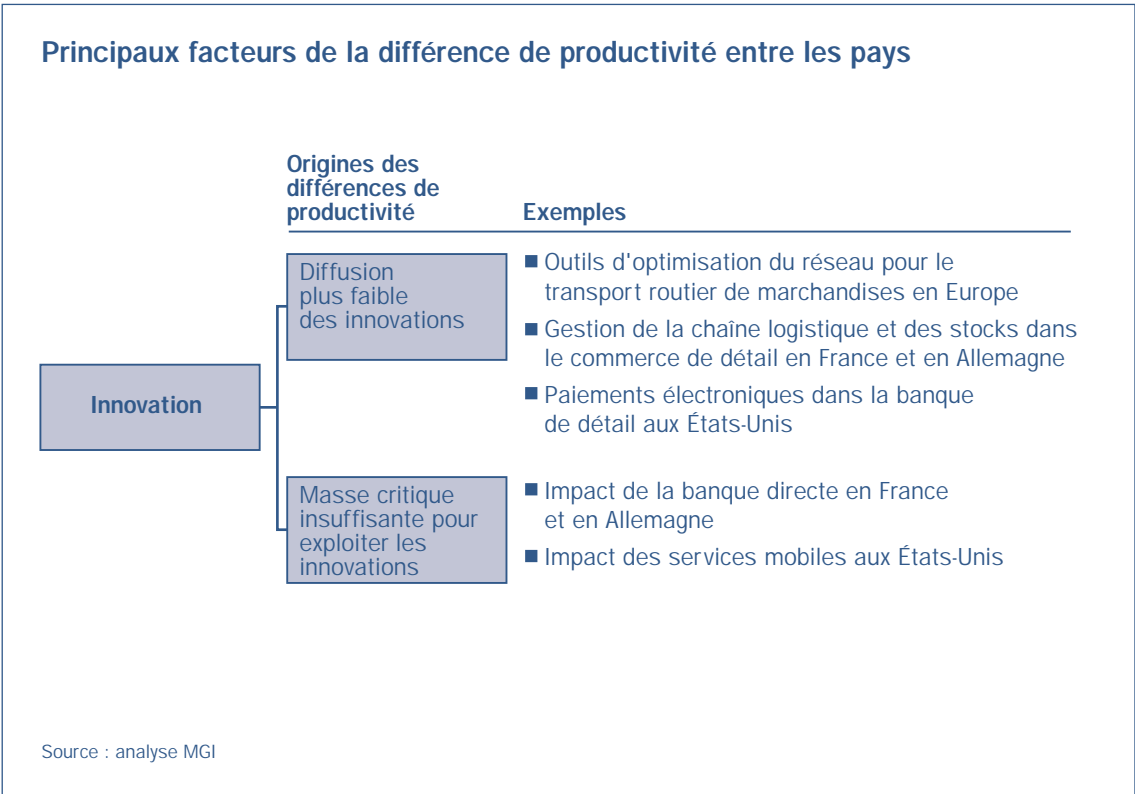 Principaux facteurs de la différence de productivité entre les pays
Origines des
différences de
productivité
Exemples
Innovation
Diffusion
plus faible
des innovations
■ Outils d'optimisation du réseau pour le
transport routier de marchandises en Europe
■ Gestion de la chaîne logistique et des stocks dans
le commerce de détail en France et en Allemagne
■ Paiements électroniques dans la banque
de détail aux États-Unis
Masse critique
insuffisante pour
exploiter les
innovations
■ Impact de la banque directe en France
et en Allemagne
■ Impact des services mobiles aux États-Unis
Source : analyse MGI